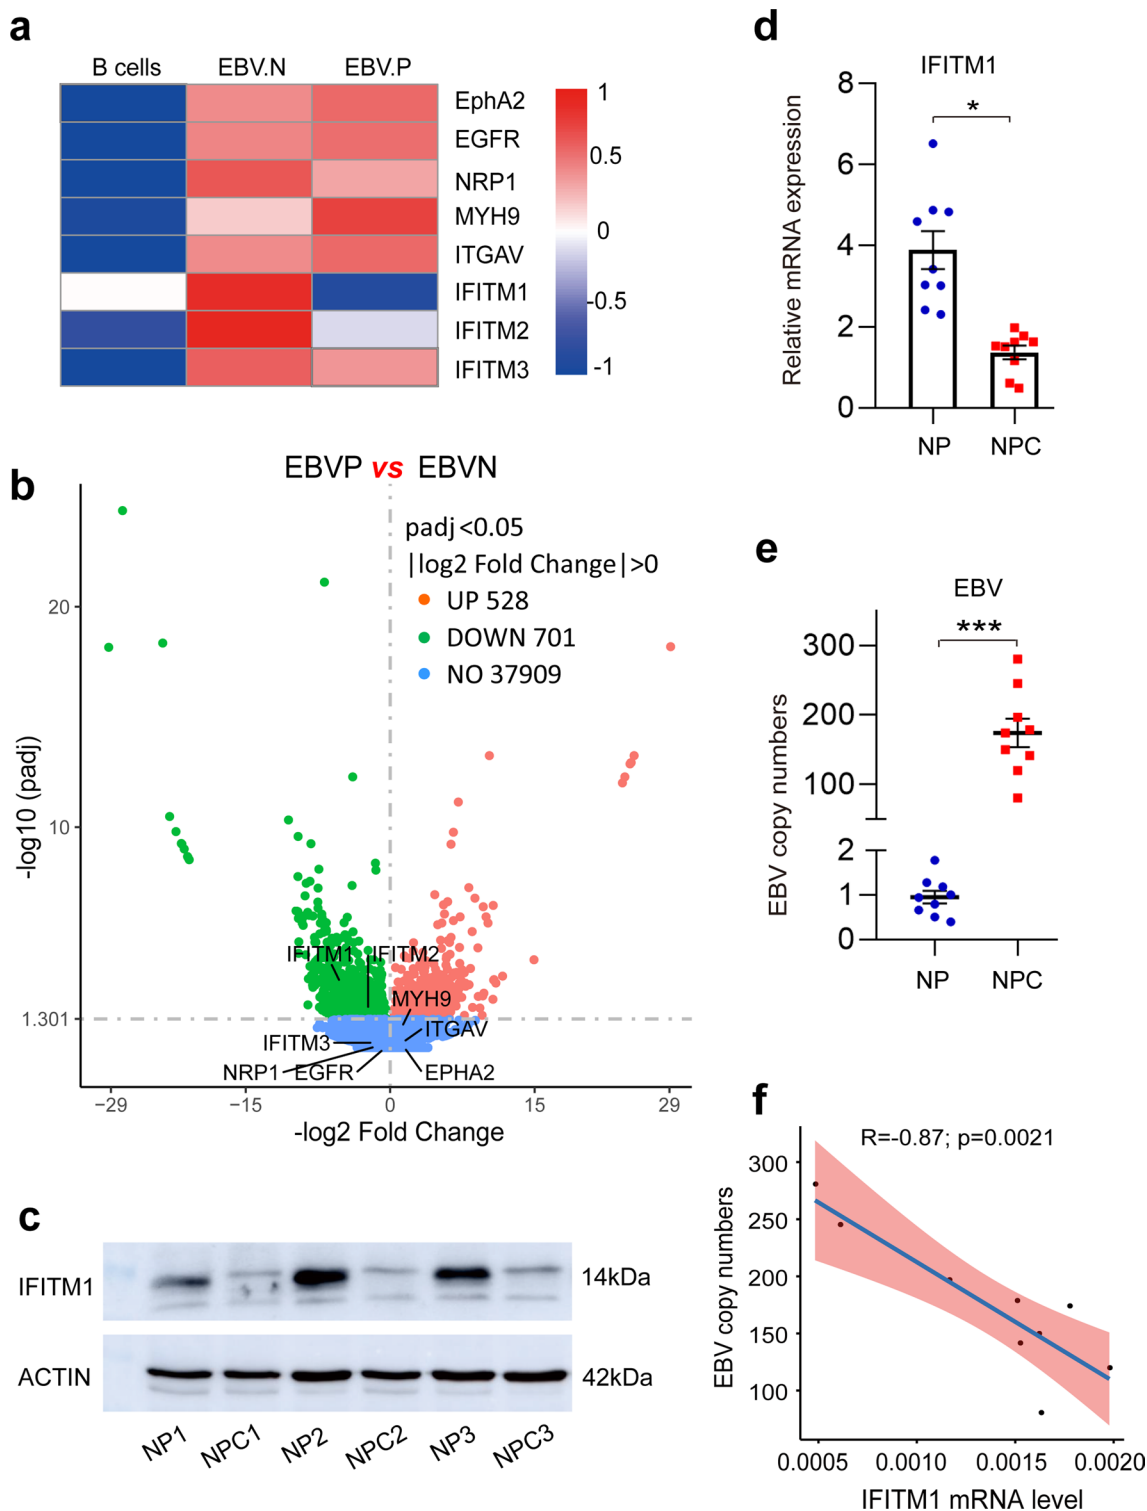 a
B cells EBV.N EBV.P
EphA2
EGFR
NRP1
MYH9
ITGAV
IFITM1
IFITM2
IFITM3
1
0.5
0
-0.5
-1
b
EBVP vs EBVN
padj<0.05
|log2 Fold Change|>0
UP 528
DOWN 701
NO 37909
-log10 (padj)
20
10
1.301
IFITM1 IFITM2
MYH9
ITGAV
IFITM3
NRP1 EGFR EPHA2
−29 −15 0 15 29
-log2 Fold Change
c
IFITM1 14kDa
ACTIN 42kDa
NP1 NPC1 NP2 NPC2 NP3 NPC3
d
IFITM1
*
Relative mRNA expression
8
6
4
2
0
NP NPC
e
EBV
***
EBV copy numbers
300
200
100
2
1
0
NP NPC
f
R=-0.87; p=0.0021
EBV copy numbers
300
250
200
150
100
0.0005 0.0010 0.0015 0.0020
IFITM1 mRNA level